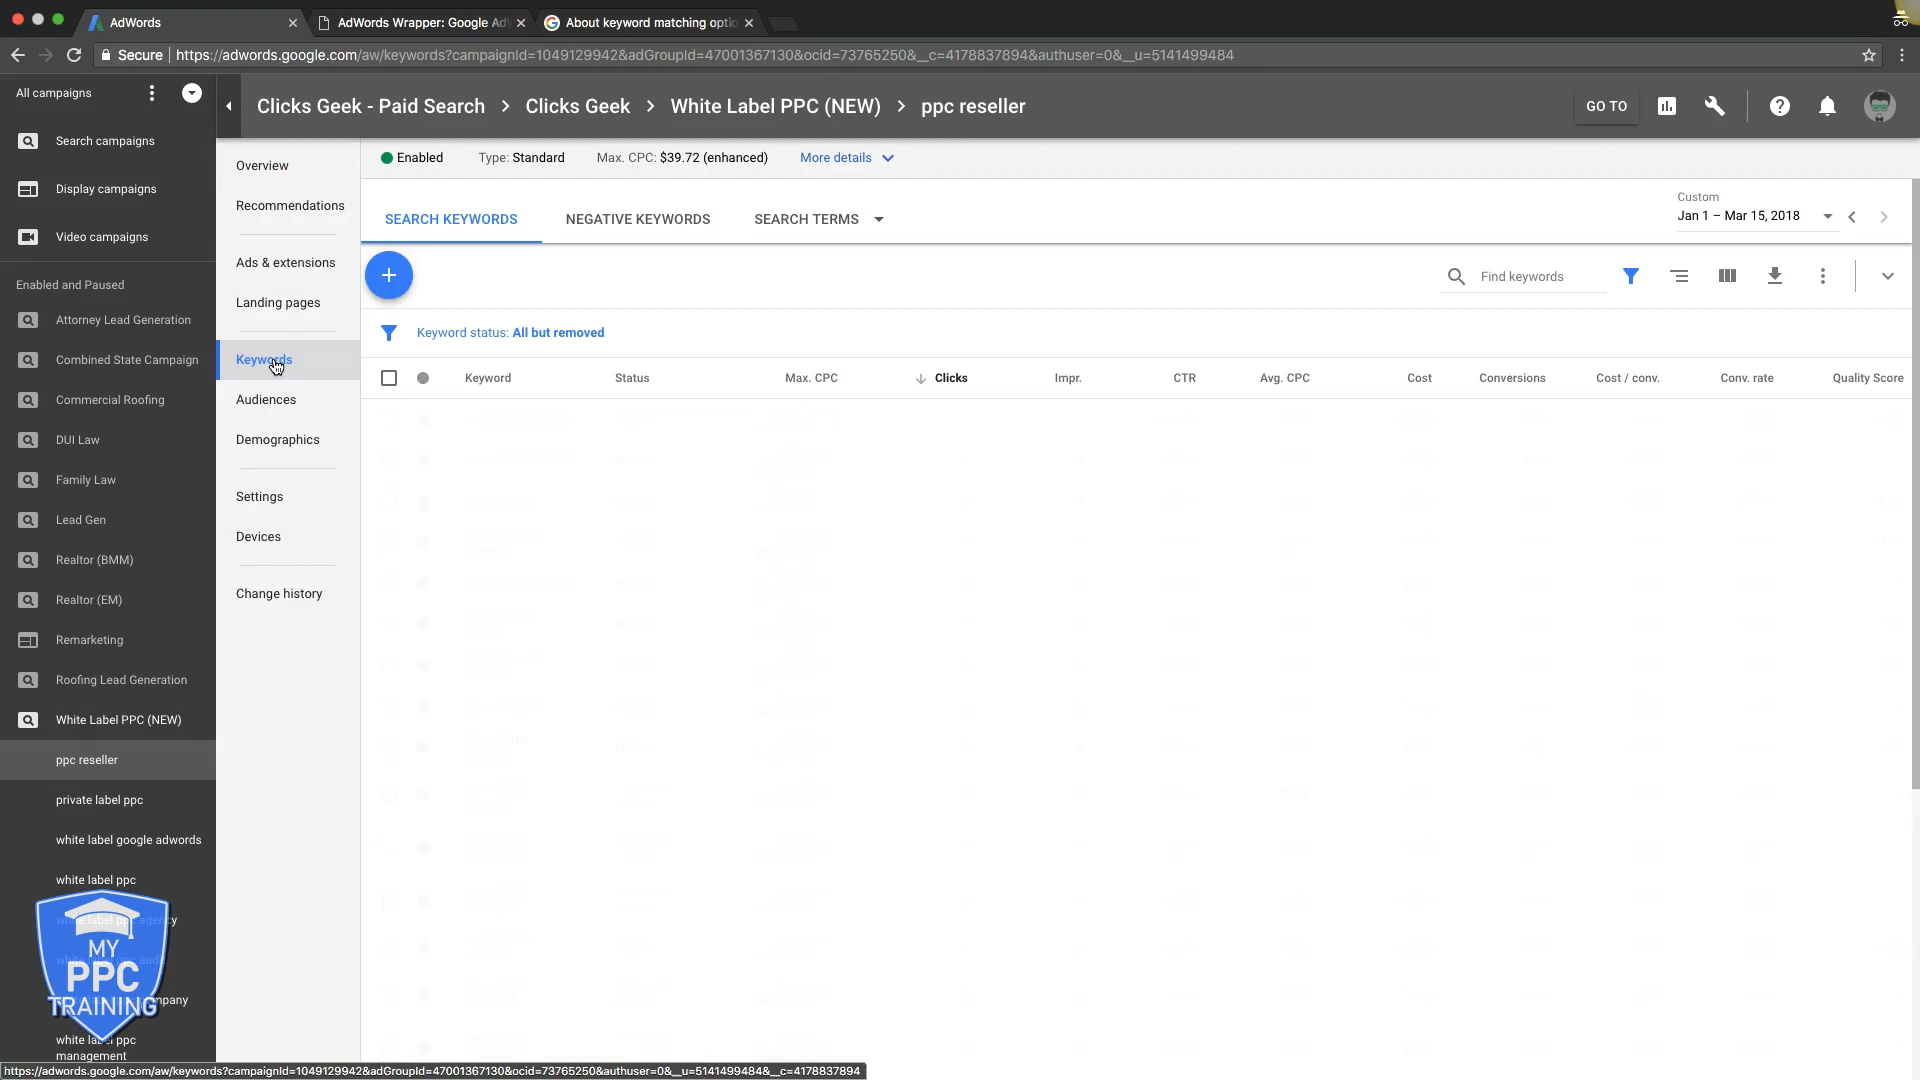 AdWords
AdWords Wrapper: Google Ad
About keyword matching optio
Secure
https://adwords.google.com/aw/keywords?campaignId=1049129942&adGroupId=47001367130&ocid=73765250&__c=4178837894&authuser=0&__u=5141499484
All campaigns
Clicks Geek - Paid Search > Clicks Geek > White Label PPC (NEW) > ppc reseller
GO TO
Search campaigns
Display campaigns
Video campaigns
Enabled and Paused
Attorney Lead Generation
Combined State Campaign
Commercial Roofing
DUI Law
Family Law
Lead Gen
Realtor (BMM)
Realtor (EM)
Remarketing
Roofing Lead Generation
White Label PPC (NEW)
ppc reseller
private label ppc
white label google adwords
white label ppc
white label ppc agency
white label ppc
management
MY
PPC
TRAINING
Overview
Recommendations
Ads & extensions
Landing pages
Keywords
Audiences
Demographics
Settings
Devices
Change history
Enabled
Type: Standard
Max. CPC: $39.72 (enhanced)
More details
SEARCH KEYWORDS
NEGATIVE KEYWORDS
SEARCH TERMS
Custom
Jan 1 – Mar 15, 2018
Find keywords
Keyword status: All but removed
Keyword
Status
Max. CPC
Clicks
Impr.
CTR
Avg. CPC
Cost
Conversions
Cost / conv.
Conv. rate
Quality Score
https://adwords.google.com/aw/keywords?campaignId=1049129942&adGroupId=47001367130&ocid=73765250&authuser=0&__u=5141499484&__c=4178837894